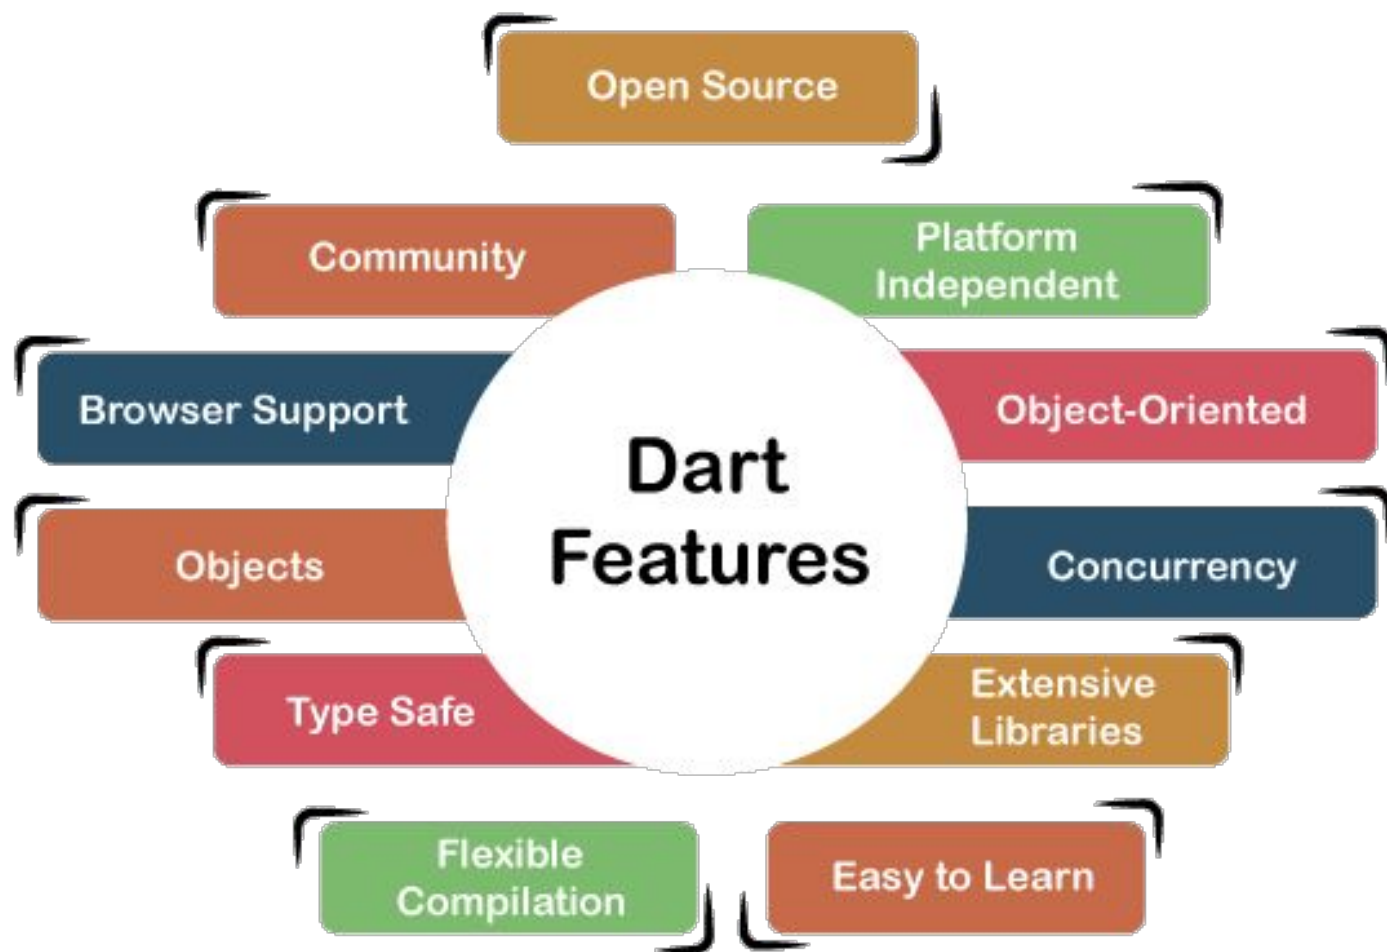 Open Source
Community
Platform
Independent
Browser Support
Object-Oriented
Dart
Features
Objects
Concurrency
Type Safe
Extensive
Libraries
Flexible
Compilation
Easy to Learn